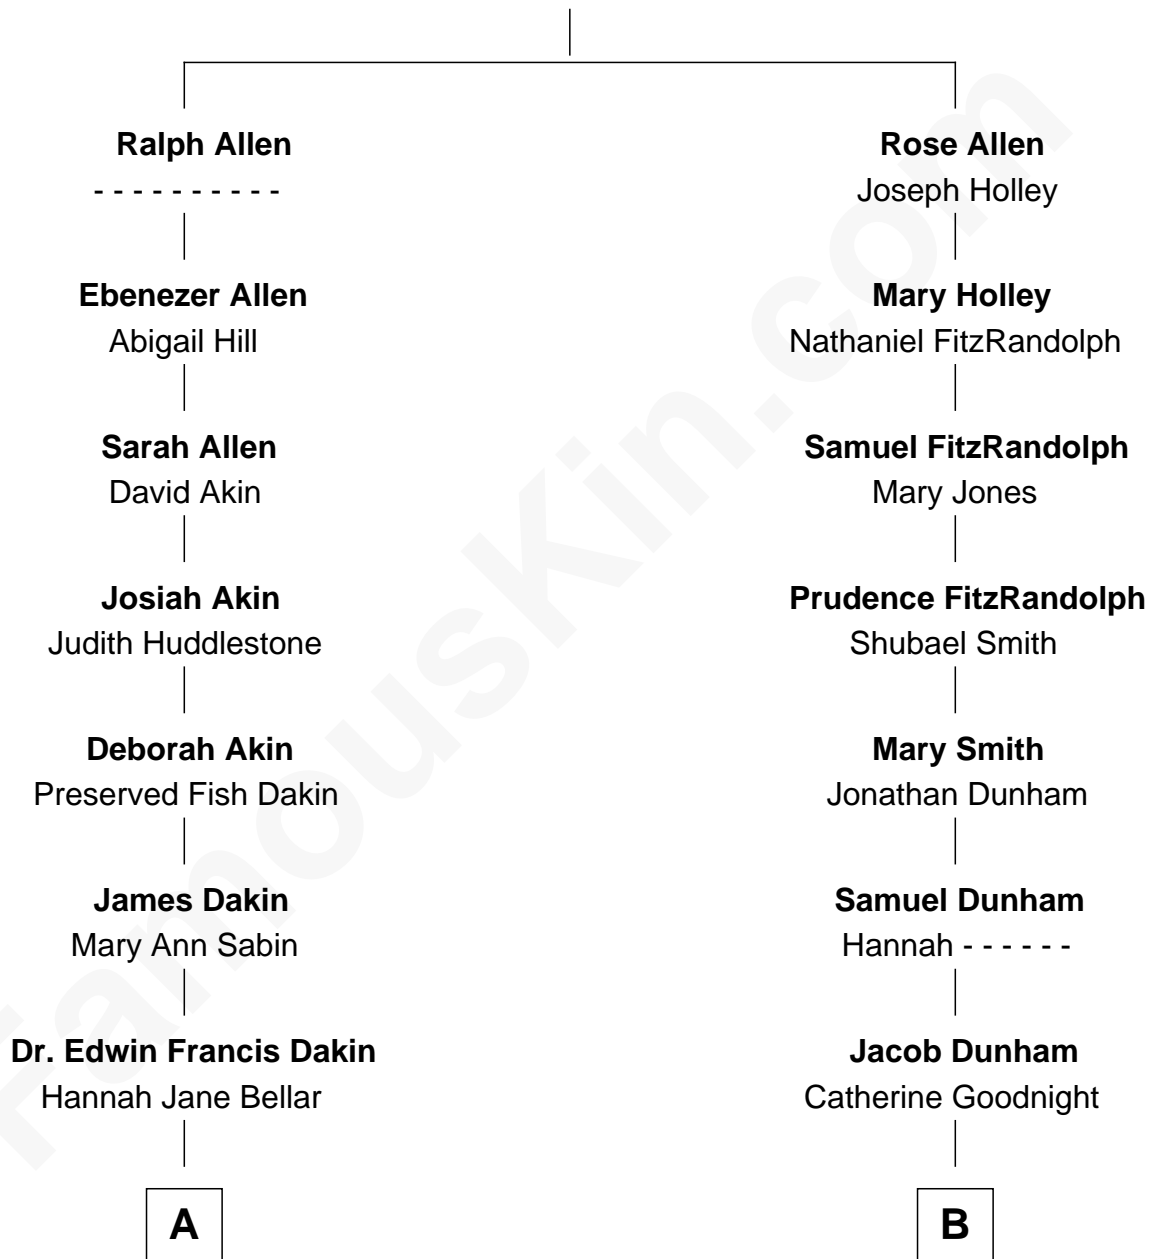 Ralph Allen
- - - - - - - - - -
Ebenezer Allen
Abigail Hill
Sarah Allen
David Akin
Josiah Akin
Judith Huddlestone
Deborah Akin
Preserved Fish Dakin
James Dakin
Mary Ann Sabin
Dr. Edwin Francis Dakin
Hannah Jane Bellar
A
Rose Allen
Joseph Holley
Mary Holley
Nathaniel FitzRandolph
Samuel FitzRandolph
Mary Jones
Prudence FitzRandolph
Shubael Smith
Mary Smith
Jonathan Dunham
Samuel Dunham
Hannah - - - - - -
Jacob Dunham
Catherine Goodnight
B
FamousKin.com